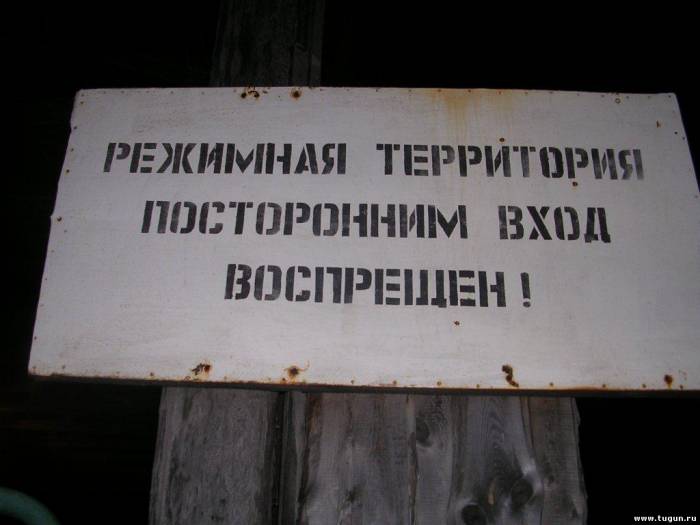 РЕЖИМНАЯ ТЕРРИТОРИЯ
ПОСТОРОННИМ ВХОД
ВОСПРЕЩЕН!
www.tugun.ru